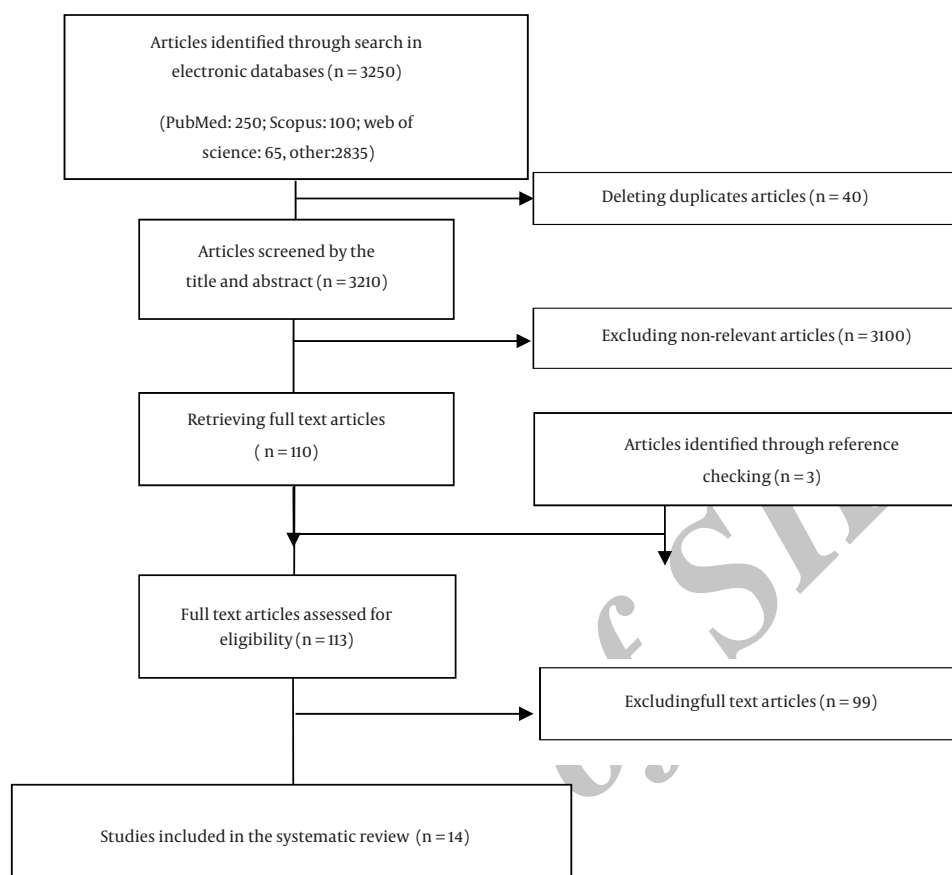 Articles identified through search in
electronic databases (n = 3250)
(PubMed: 250; Scopus: 100; web of
science: 65, other:2835)
Deleting duplicates articles (n = 40)
Articles screened by the
title and abstract (n = 3210)
Excluding non-relevant articles (n = 3100)
Retrieving full text articles
( n = 110)
Articles identified through reference
checking (n = 3)
Full text articles assessed for
eligibility (n = 113)
Excludingfull text articles (n = 99)
Studies included in the systematic review (n = 14)
of SI